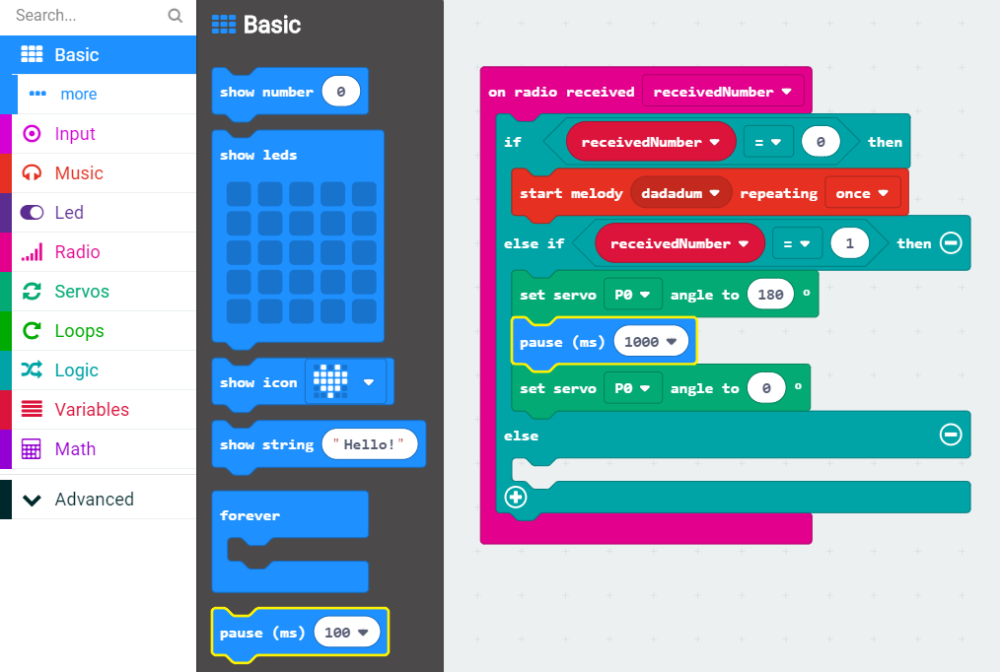 Search...
Basic
more
Input
Music
Led
Radio
Servos
Loops
Logic
Variables
Math
Advanced
Basic
show number 0
show leds
show icon
show string "Hello!"
forever
pause (ms) 100
on radio received receivedNumber
if receivedNumber = 0 then
start melody dadadum repeating once
else if receivedNumber = 1 then
set servo P0 angle to 180 °
pause (ms) 1000
set servo P0 angle to 0 °
else